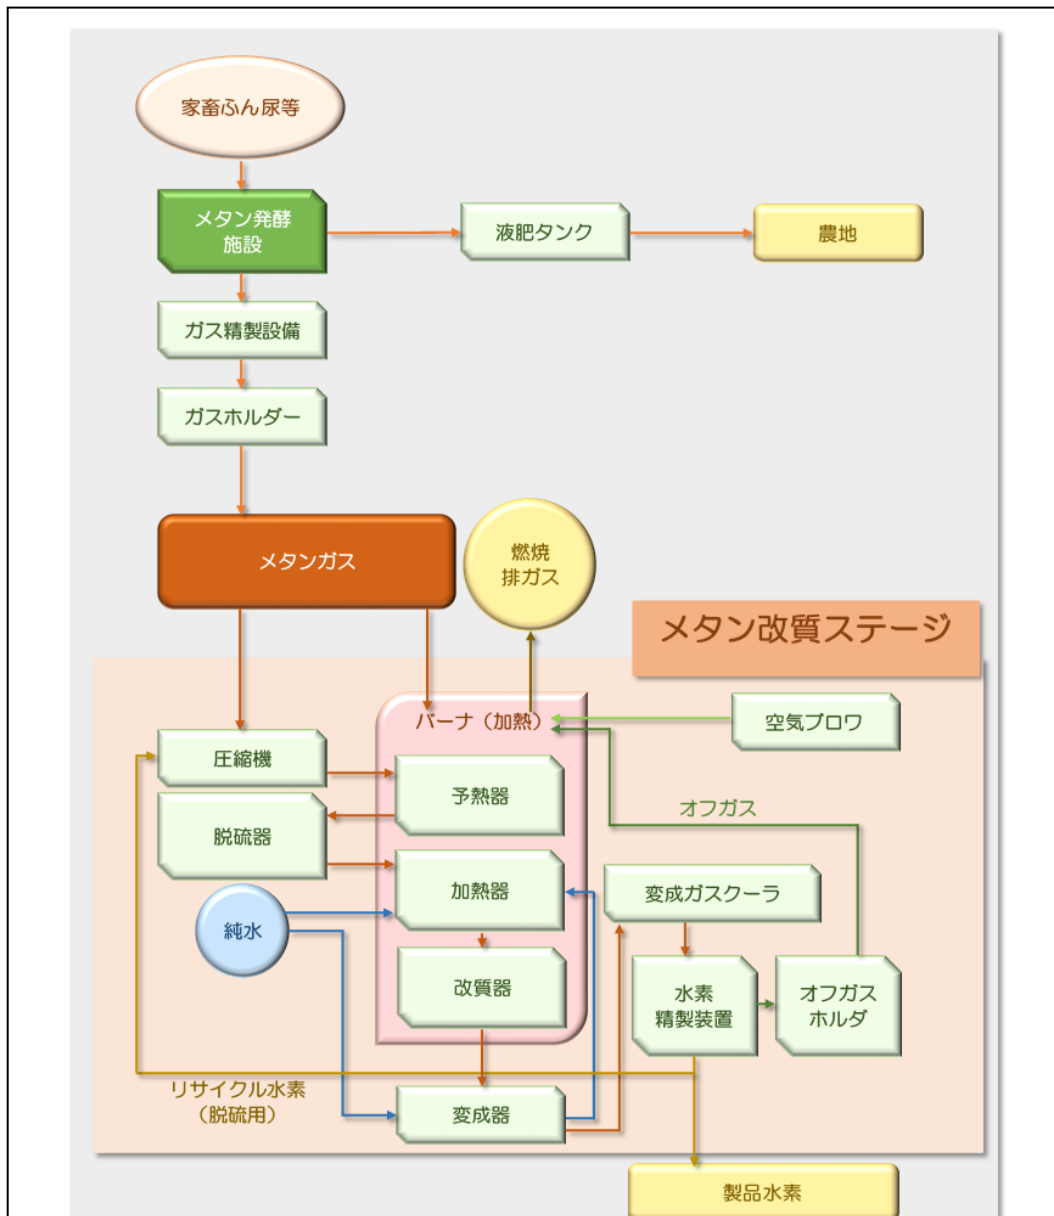 家畜ふん尿等
メタン発酵
施設
液肥タンク
農地
ガス精製設備
ガスホルダー
メタンガス
燃焼
排ガス
メタン改質ステージ
バーナ（加熱）
空気ブロワ
圧縮機
予熱器
オフガス
脱硫器
加熱器
変成ガスクーラ
純水
改質器
水素
精製装置
オフガス
ホルダ
リサイクル水素
（脱硫用）
変成器
製品水素